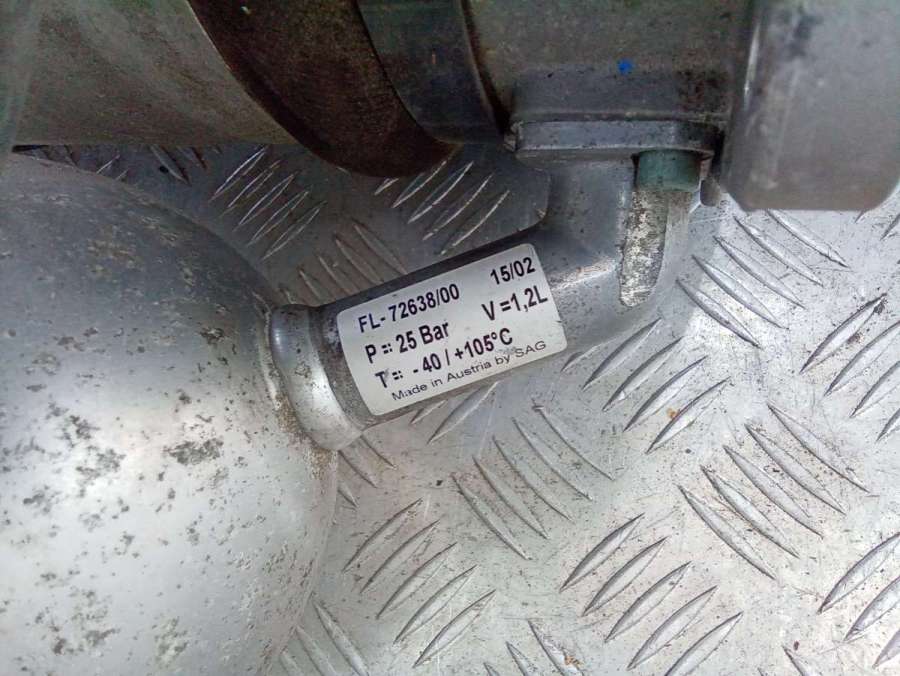 FL- 72638/00 15/02
P = 25 Bar V =1,2L
T = - 40 / +105°C
Made in Austria by SAG